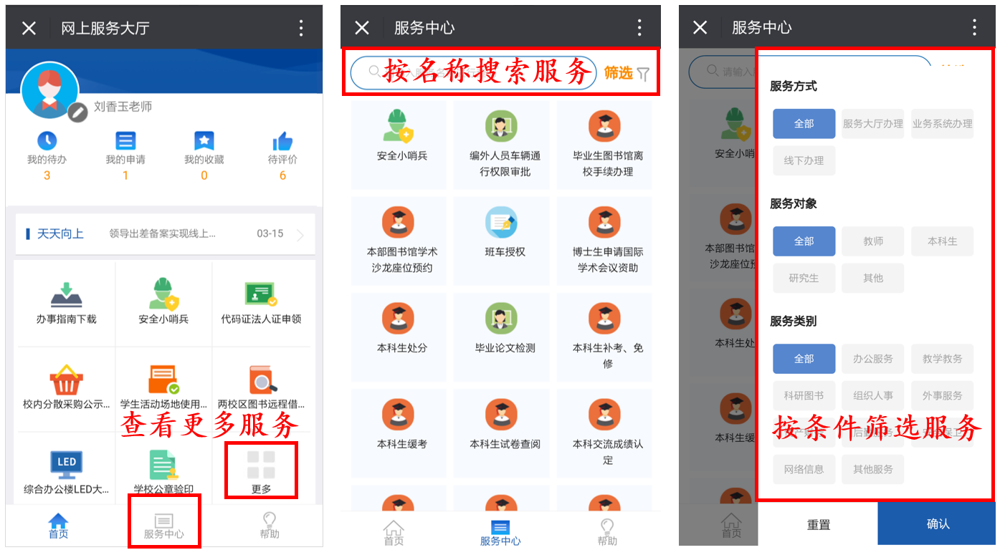 网上服务大厅
刘香玉老师
我的待办
我的申请
我的收藏
待评价
3
1
0
6
天天向上
领导出差备案实现线上...
03-15
办事指南下载
安全小哨兵
代码证法人证申领
校内分散采购公示...
学生活动场地使用...
两校区图书远程借...
查看更多服务
LED
综合办公楼LED大...
学校公章验印
更多
首页
服务中心
帮助
服务中心
按名称搜索服务
筛选
安全小哨兵
编外人员车辆通
行权限审批
毕业生图书馆离
校手续办理
本部图书馆学术
沙龙座位预约
班车授权
博士生申请国际
学术会议资助
本科生处分
毕业论文检测
本科生补考、免
修
本科生缓考
本科生试卷查阅
本科交流成绩认
定
首页
服务中心
帮助
服务中心
请输入
安全小哨
本部图书馆
沙龙座位预
本科生处
本科生缓
首页
服务方式
全部
服务大厅办理
业务系统办理
线下办理
服务对象
全部
教师
本科生
研究生
其他
服务类别
全部
办公服务
教学教务
科研图书
组织人事
外事服务
按条件筛选服务
网络信息
其他服务
重置
确认